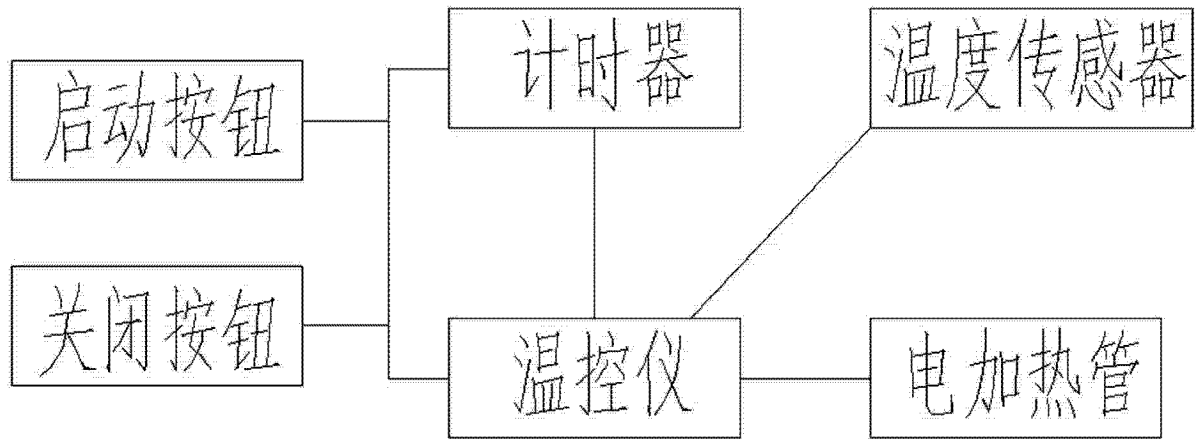 启动按钮
计时器
温度传感器
关闭按钮
温控仪
电加热管